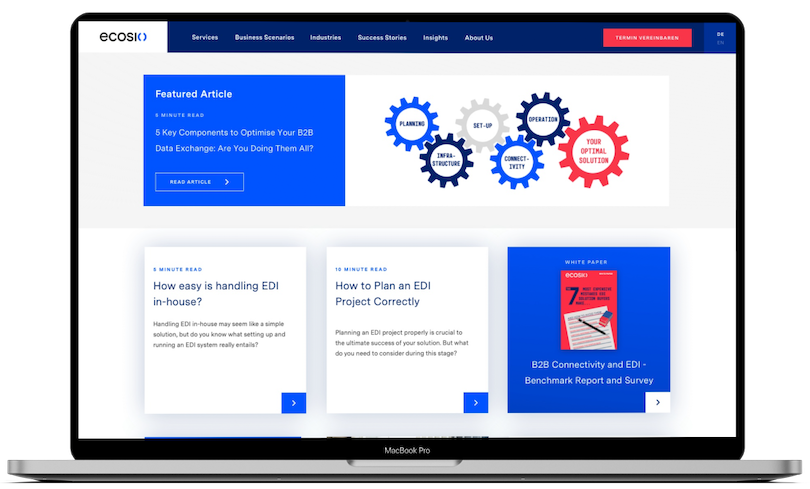 ecosio
Services
Business Scenarios
Industries
Success Stories
Insights
About Us
TERMIN VEREINBAREN
DE
EN
Featured Article
5 MINUTE READ
5 Key Components to Optimise Your B2B
Data Exchange: Are You Doing Them All?
READ ARTICLE
PLANNING
INFRA-
STRUCTURE
SET-UP
CONNECT-
IVITY
OPERATION
YOUR
OPTIMAL
SOLUTION
5 MINUTE READ
How easy is handling EDI
in-house?
Handling EDI in-house may seem like a simple
solution, but do you know what setting up and
running an EDI system really entails?
10 MINUTE READ
How to Plan an EDI
Project Correctly
Planning an EDI project properly is crucial to
the ultimate success of your solution. But what
do you need to consider during this stage?
WHITE PAPER
ecosio
7
B2B Connectivity and EDI -
Benchmark Report and Survey
MacBook Pro